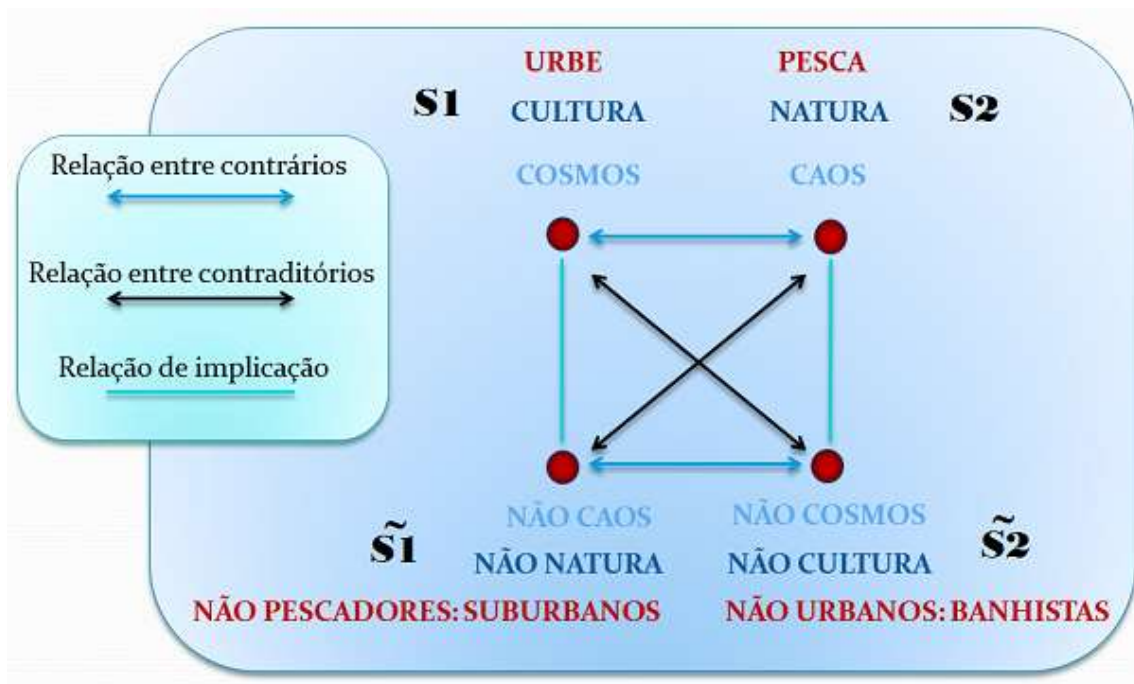 URBE PESCA
S1 CULTURA NATURA S2
COSMOS CAOS
Relação entre contrários
Relação entre contraditórios
Relação de implicação
NÃO CAOS NÃO COSMOS
S̃1 S̃2
NÃO NATURA NÃO CULTURA
NÃO PESCADORES: SUBURBANOS NÃO URBANOS: BANHISTAS